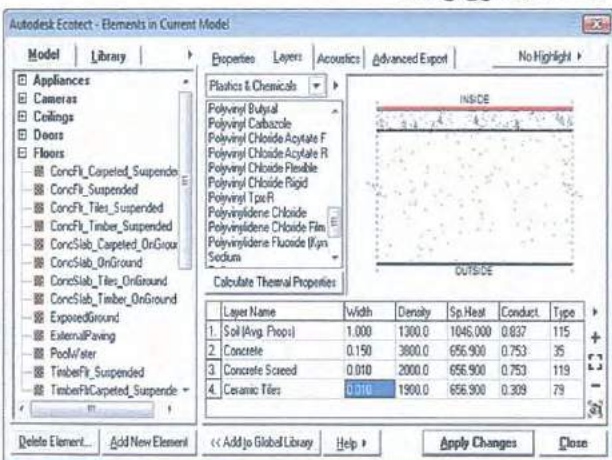 Autodesk Ecotect - Elements in Current Model
Model Library
Appliances
Cameras
Ceilings
Doors
Floors
ConcFlr_Carpeted_Suspende
ConcFlr_Suspended
ConcFlr_Tiles_Suspended
ConcFlr_Timber_Suspended
ConcSlab_Carpeted_OnGroun
ConcSlab_OnGround
ConcSlab_Tiles_OnGround
ConcSlab_Timber_OnGround
ExposedGround
ExternalPaving
PoolWater
TimberFlr_Suspended
TimberFlrCarpeted_Suspende
Delete Element... Add New Element
Properties Layers Acoustics Advanced Export No Highlight
Plastics & Chemicals
Polyvinyl Butyral
Polyvinyl Carbazole
Polyvinyl Chloride Acytate F
Polyvinyl Chloride Acytate R
Polyvinyl Chloride Flexible
Polyvinyl Chloride Rigid
Polyvinyl Tpx R
Polyvinylidene Chloride
Polyvinylidene Chloride Film
Polyvinylidene Fluoride (Kyn
Sodium
Calculate Thermal Properties
INSIDE
OUTSIDE
Layer Name Width Density Sp.Heat Conduct. Type
1. Soil (Avg. Props) 1.000 1300.0 1046.000 0.837 115
2. Concrete 0.150 3800.0 656.900 0.753 35
3. Concrete Screed 0.010 2000.0 656.900 0.753 119
4. Ceramic Tiles 0.010 1900.0 656.900 0.309 79
<< Add to Global Library Help Apply Changes Close